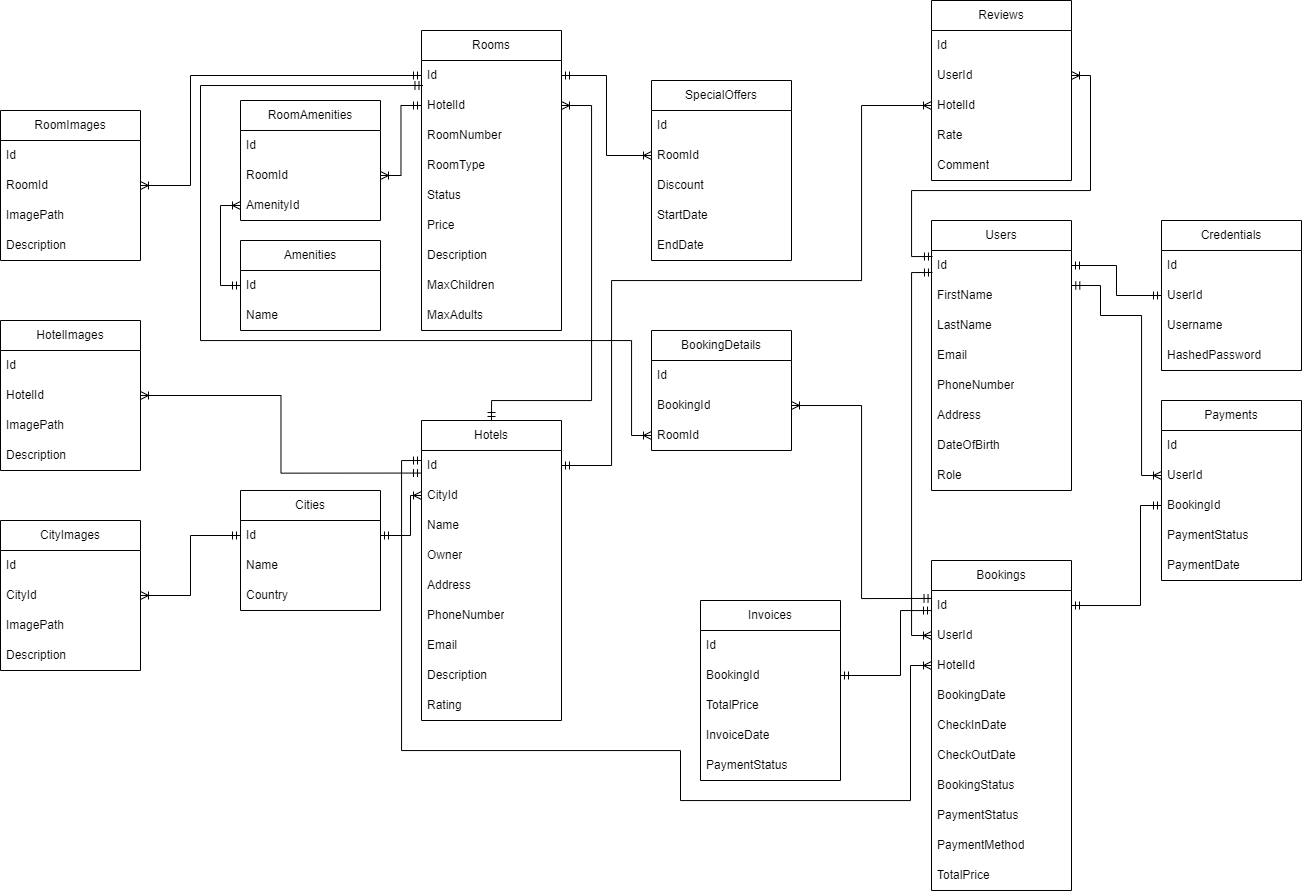 Reviews
Id
UserId
HotelId
Rate
Comment
Rooms
Id
HotelId
RoomNumber
RoomType
Status
Price
Description
MaxChildren
MaxAdults
SpecialOffers
Id
RoomId
Discount
StartDate
EndDate
RoomAmenities
Id
RoomId
AmenityId
RoomImages
Id
RoomId
ImagePath
Description
Amenities
Id
Name
Users
Id
FirstName
LastName
Email
PhoneNumber
Address
DateOfBirth
Role
Credentials
Id
UserId
Username
HashedPassword
HotelImages
Id
HotelId
ImagePath
Description
BookingDetails
Id
BookingId
RoomId
Payments
Id
UserId
BookingId
PaymentStatus
PaymentDate
Hotels
Id
CityId
Name
Owner
Address
PhoneNumber
Email
Description
Rating
Cities
Id
Name
Country
CityImages
Id
CityId
ImagePath
Description
Bookings
Id
UserId
HotelId
BookingDate
CheckInDate
CheckOutDate
BookingStatus
PaymentStatus
PaymentMethod
TotalPrice
Invoices
Id
BookingId
TotalPrice
InvoiceDate
PaymentStatus